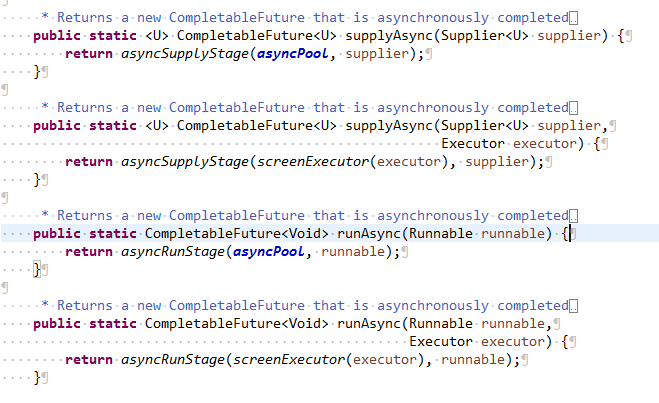 * Returns a new CompletableFuture that is asynchronously completed
public static <U> CompletableFuture<U> supplyAsync(Supplier<U> supplier) {
return asyncSupplyStage(asyncPool, supplier);
}
* Returns a new CompletableFuture that is asynchronously completed
public static <U> CompletableFuture<U> supplyAsync(Supplier<U> supplier,
Executor executor) {
return asyncSupplyStage(screenExecutor(executor), supplier);
}
* Returns a new CompletableFuture that is asynchronously completed
public static CompletableFuture<Void> runAsync(Runnable runnable) {
return asyncRunStage(asyncPool, runnable);
}
* Returns a new CompletableFuture that is asynchronously completed
public static CompletableFuture<Void> runAsync(Runnable runnable,
Executor executor) {
return asyncRunStage(screenExecutor(executor), runnable);
}